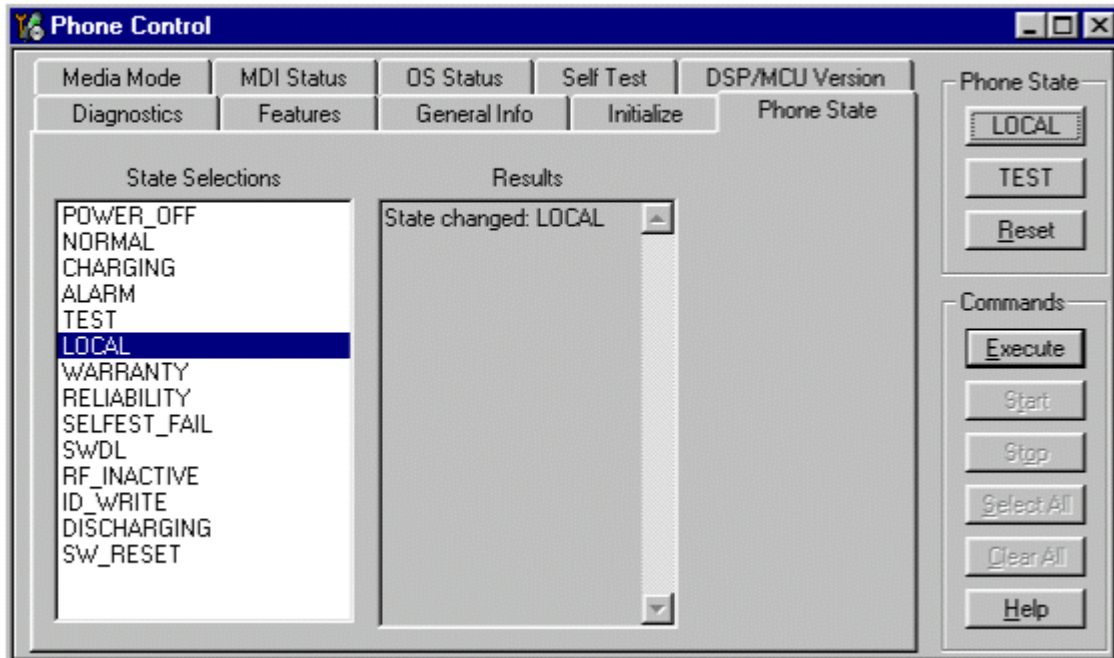 Phone Control
Media Mode MDI Status OS Status Self Test DSP/MCU Version
Diagnostics Features General Info Initialize Phone State
State Selections
POWER_OFF
NORMAL
CHARGING
ALARM
TEST
LOCAL
WARRANTY
RELIABILITY
SELFEST_FAIL
SWDL
RF_INACTIVE
ID_WRITE
DISCHARGING
SW_RESET
Results
State changed: LOCAL
Phone State
LOCAL
TEST
Reset
Commands
Execute
Start
Stop
Select All
Clear All
Help